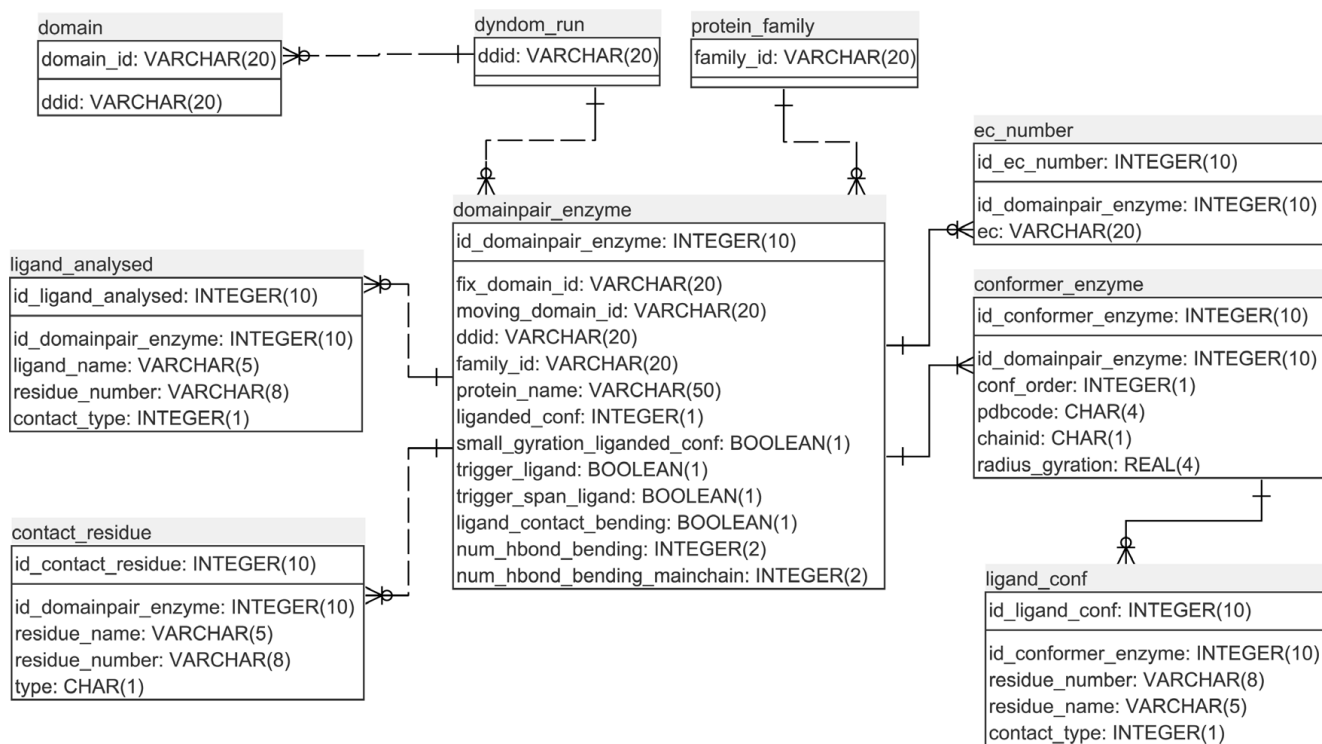 domain
domain_id: VARCHAR(20)
ddid: VARCHAR(20)
dyndom_run
ddid: VARCHAR(20)
protein_family
family_id: VARCHAR(20)
ec_number
id_ec_number: INTEGER(10)
id_domainpair_enzyme: INTEGER(10)
ec: VARCHAR(20)
domainpair_enzyme
id_domainpair_enzyme: INTEGER(10)
fix_domain_id: VARCHAR(20)
moving_domain_id: VARCHAR(20)
ddid: VARCHAR(20)
family_id: VARCHAR(20)
protein_name: VARCHAR(50)
liganded_conf: INTEGER(1)
small_gyration_liganded_conf: BOOLEAN(1)
trigger_ligand: BOOLEAN(1)
trigger_span_ligand: BOOLEAN(1)
ligand_contact_bending: BOOLEAN(1)
num_hbond_bending: INTEGER(2)
num_hbond_bending_mainchain: INTEGER(2)
ligand_analysed
id_ligand_analysed: INTEGER(10)
id_domainpair_enzyme: INTEGER(10)
ligand_name: VARCHAR(5)
residue_number: VARCHAR(8)
contact_type: INTEGER(1)
conformer_enzyme
id_conformer_enzyme: INTEGER(10)
id_domainpair_enzyme: INTEGER(10)
conf_order: INTEGER(1)
pdbcode: CHAR(4)
chainid: CHAR(1)
radius_gyration: REAL(4)
contact_residue
id_contact_residue: INTEGER(10)
id_domainpair_enzyme: INTEGER(10)
residue_name: VARCHAR(5)
residue_number: VARCHAR(8)
type: CHAR(1)
ligand_conf
id_ligand_conf: INTEGER(10)
id_conformer_enzyme: INTEGER(10)
residue_number: VARCHAR(8)
residue_name: VARCHAR(5)
contact_type: INTEGER(1)